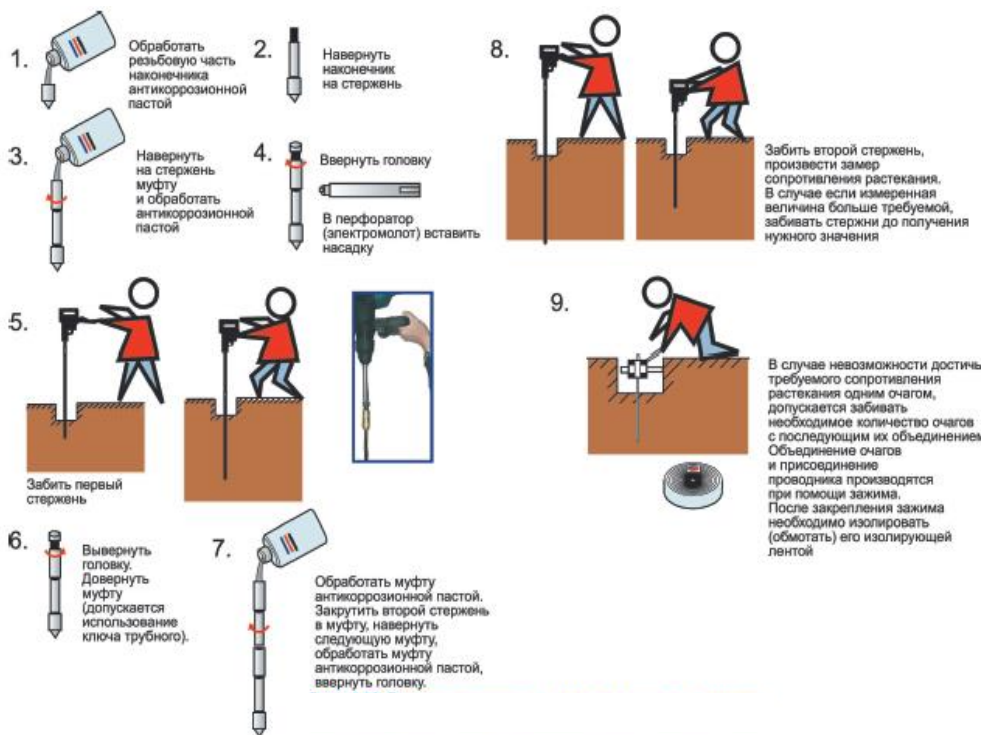 1.
Обработать
резьбовую часть
наконечника
антикоррозионной
пастой
2.
Навернуть
наконечник
на стержень
3.
Навернуть
на стержень
муфту
и обработать
антикоррозионной
пастой
4.
Ввернуть головку
В перфоратор
(электромолот) вставить
насадку
5.
Забить первый
стержень
6.
Вывернуть
головку.
Довернуть
муфту
(допускается
использование
ключа трубного).
7.
Обработать муфту
антикоррозионной пастой.
Закрутить второй стержень
в муфту, навернуть
следующую муфту,
обработать муфту
антикоррозионной пастой,
ввернуть головку.
8.
Забить второй стержень,
произвести замер
сопротивления растекания.
В случае если измеренная
величина больше требуемой,
забивать стержни до получения
нужного значения
9.
В случае невозможности достичь
требуемого сопротивления
растекания одним очагом,
допускается забивать
необходимое количество очагов
с последующим их объединением
Объединение очагов
и присоединение
проводника производятся
при помощи зажима.
После закрепления зажима
необходимо изолировать
(обмотать) его изолирующей
лентой